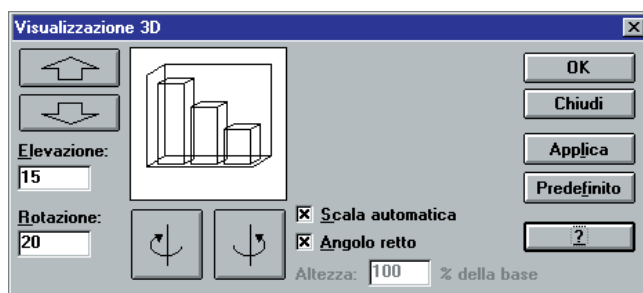 Visualizzazione 3D
OK
Chiudi
Elevazione:
15
Applica
Predefinito
Rotazione:
20
Scala automatica
Angolo retto
?
Altezza: 100 % della base